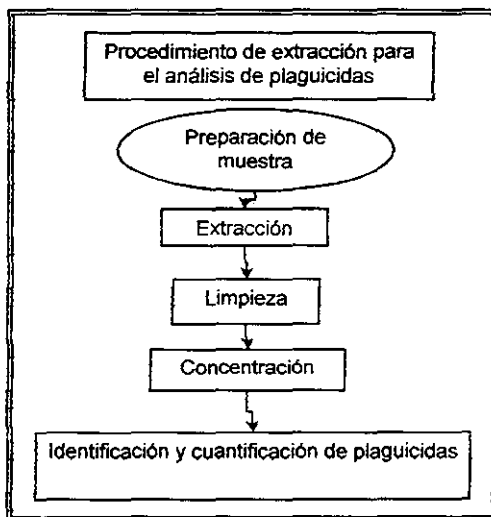 Procedimiento de extracción para
el análisis de plaguicidas
Preparación de
muestra
Extracción
Limpieza
Concentración
Identificación y cuantificación de plaguicidas